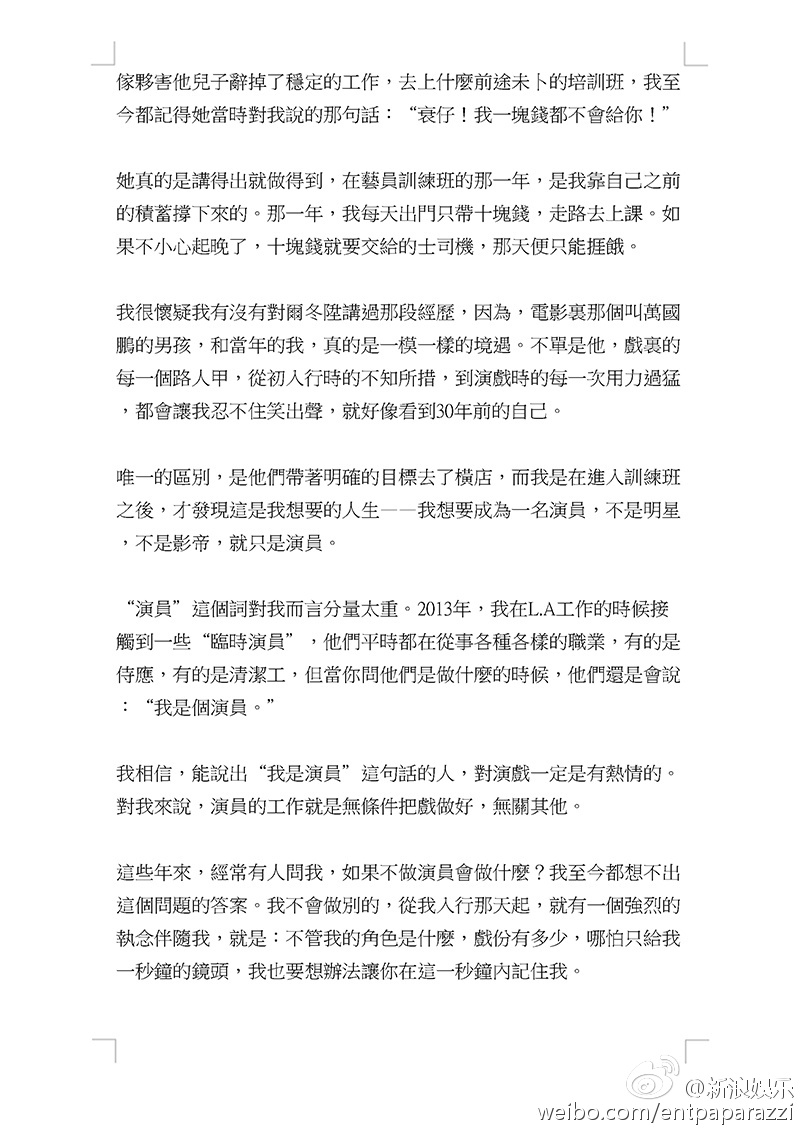 傢夥害他兒子辭掉了穩定的工作，去上什麼前途未卜的培訓班，我至
今都記得她當時對我說的那句話：“衰仔！我一塊錢都不會給你！”
她真的是講得出就做得到，在藝員訓練班的那一年，是我靠自己之前
的積蓄撐下來的。那一年，我每天出門只帶十塊錢，走路去上課。如
果不小心起晚了，十塊錢就要交給的士司機，那天便只能捱餓。
我很懷疑我有沒有對爾冬陞講過那段經歷，因為，電影裏那個叫萬國
鵬的男孩，和當年的我，真的是一模一樣的境遇。不單是他，戲裏的
每一個路人甲，從初入行時的不知所措，到演戲時的每一次用力過猛
，都會讓我忍不住笑出聲，就好像看到30年前的自己。
唯一的區別，是他們帶著明確的目標去了橫店，而我是在進入訓練班
之後，才發現這是我想要的人生——我想要成為一名演員，不是明星
，不是影帝，就只是演員。
“演員”這個詞對我而言分量太重。2013年，我在L.A工作的時候接
觸到一些“臨時演員”，他們平時都在從事各種各樣的職業，有的是
侍應，有的是清潔工，但當你問他們是做什麼的時候，他們還是會說
：“我是個演員。”
我相信，能說出“我是演員”這句話的人，對演戲一定是有熱情的。
對我來說，演員的工作就是無條件把戲做好，無關其他。
這些年來，經常有人問我，如果不做演員會做什麼？我至今都想不出
這個問題的答案。我不會做別的，從我入行那天起，就有一個強烈的
執念伴隨我，就是：不管我的角色是什麼，戲份有多少，哪怕只給我
一秒鐘的鏡頭，我也要想辦法讓你在這一秒鐘內記住我。
@新浪娱乐
weibo.com/entpaparazzi